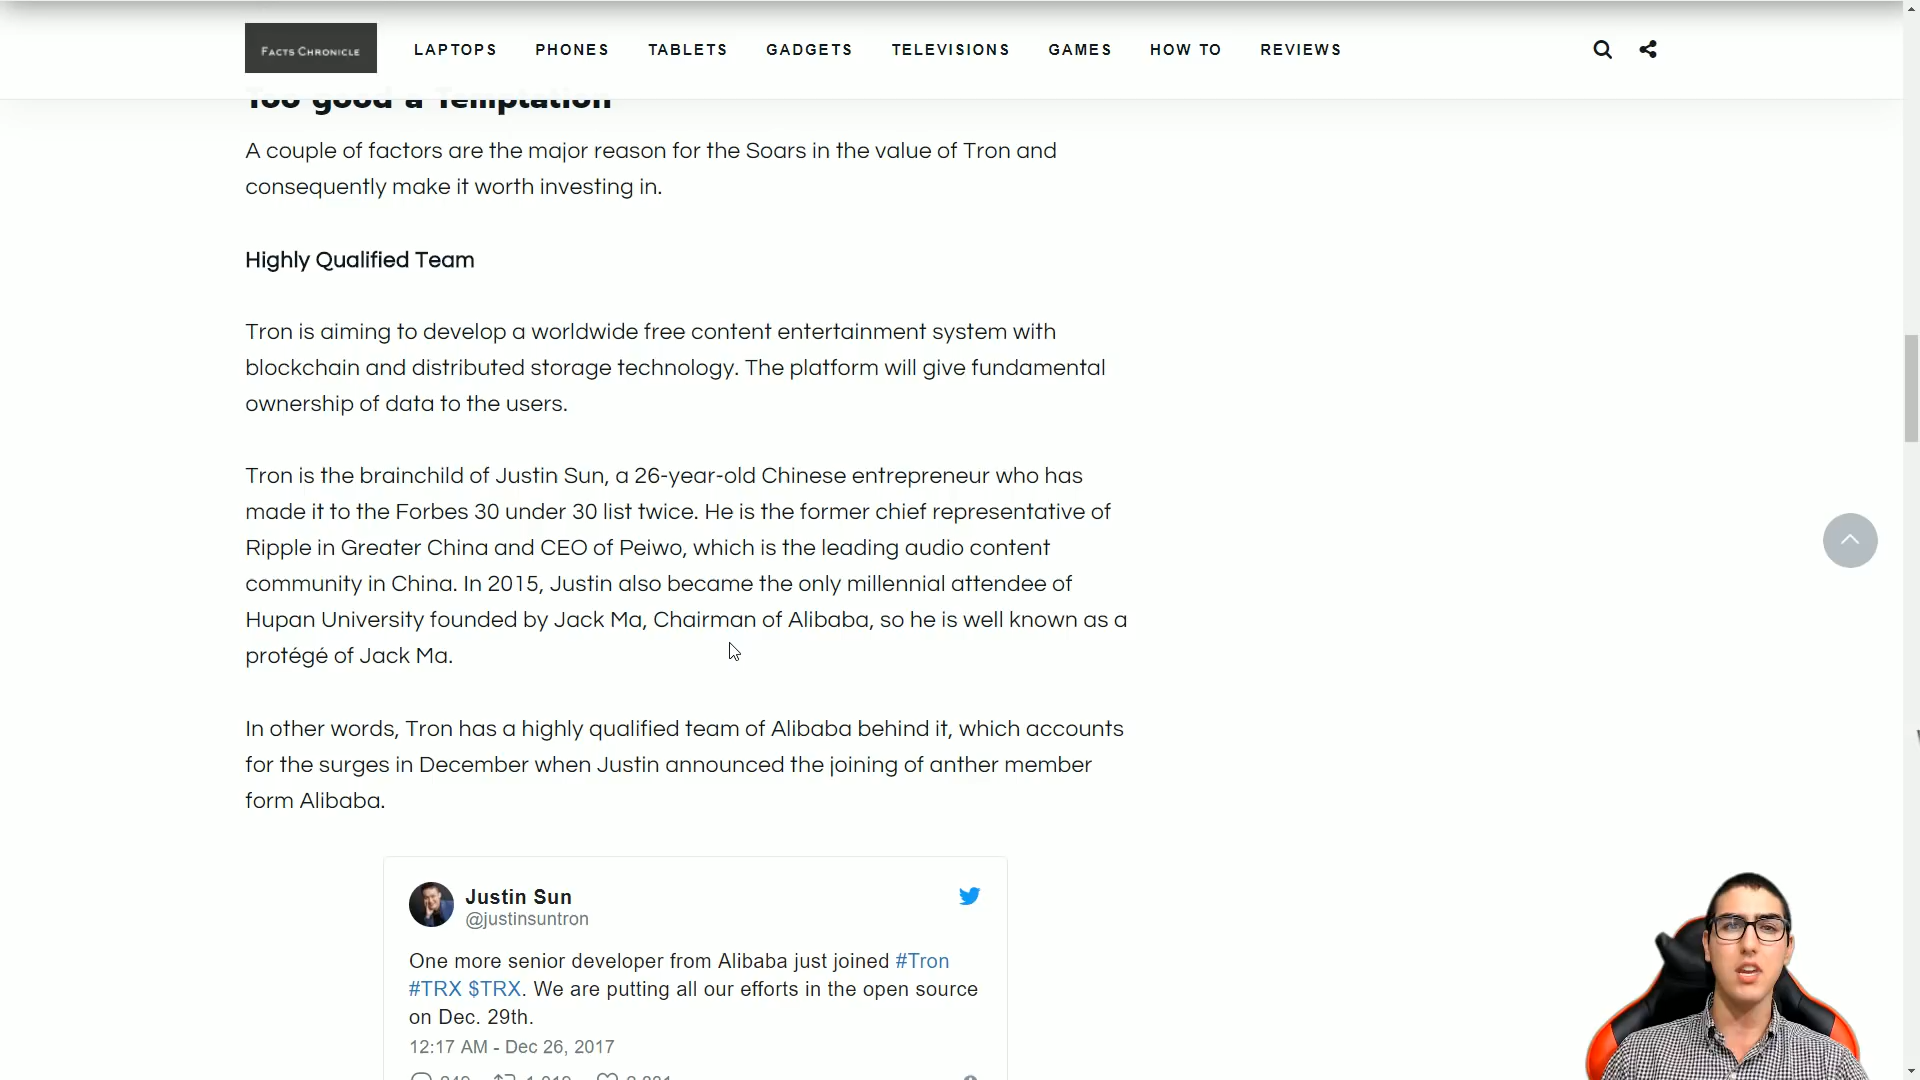 FACTS CHRONICLE
LAPTOPS PHONES TABLETS GADGETS TELEVISIONS GAMES HOW TO REVIEWS
Too good a Temptation
A couple of factors are the major reason for the Soars in the value of Tron and
consequently make it worth investing in.
Highly Qualified Team
Tron is aiming to develop a worldwide free content entertainment system with
blockchain and distributed storage technology. The platform will give fundamental
ownership of data to the users.
Tron is the brainchild of Justin Sun, a 26-year-old Chinese entrepreneur who has
made it to the Forbes 30 under 30 list twice. He is the former chief representative of
Ripple in Greater China and CEO of Peiwo, which is the leading audio content
community in China. In 2015, Justin also became the only millennial attendee of
Hupan University founded by Jack Ma, Chairman of Alibaba, so he is well known as a
protégé of Jack Ma.
In other words, Tron has a highly qualified team of Alibaba behind it, which accounts
for the surges in December when Justin announced the joining of anther member
form Alibaba.
Justin Sun
@justinsuntron
One more senior developer from Alibaba just joined #Tron
#TRX $TRX. We are putting all our efforts in the open source
on Dec. 29th.
12:17 AM - Dec 26, 2017